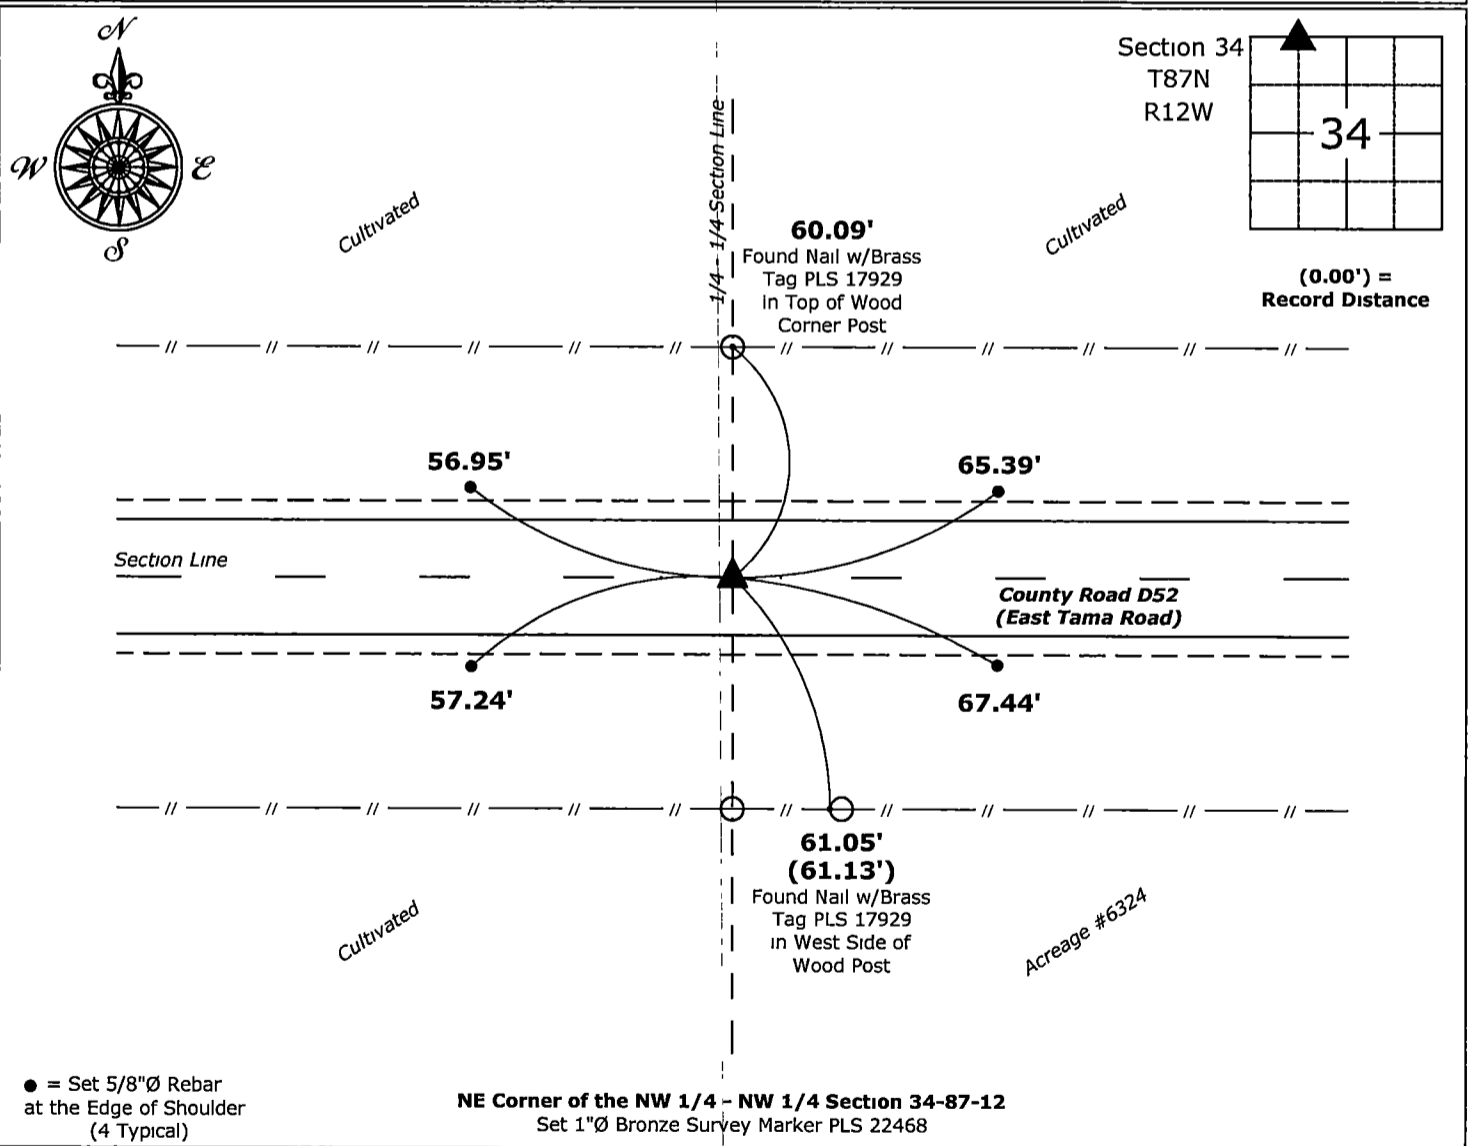 N
W
E
S
Section 34
T87N
R12W
34
(0.00') =
Record Distance
Cultivated
1/4 - 1/4 Section Line
Cultivated
60.09'
Found Nail w/Brass
Tag PLS 17929
in Top of Wood
Corner Post
56.95'
65.39'
Section Line
County Road D52
(East Tama Road)
57.24'
67.44'
61.05'
(61.13')
Found Nail w/Brass
Tag PLS 17929
in West Side of
Wood Post
Cultivated
Acreage #6324
● = Set 5/8"Ø Rebar
at the Edge of Shoulder
(4 Typical)
NE Corner of the NW 1/4 - NW 1/4 Section 34-87-12
Set 1"Ø Bronze Survey Marker PLS 22468